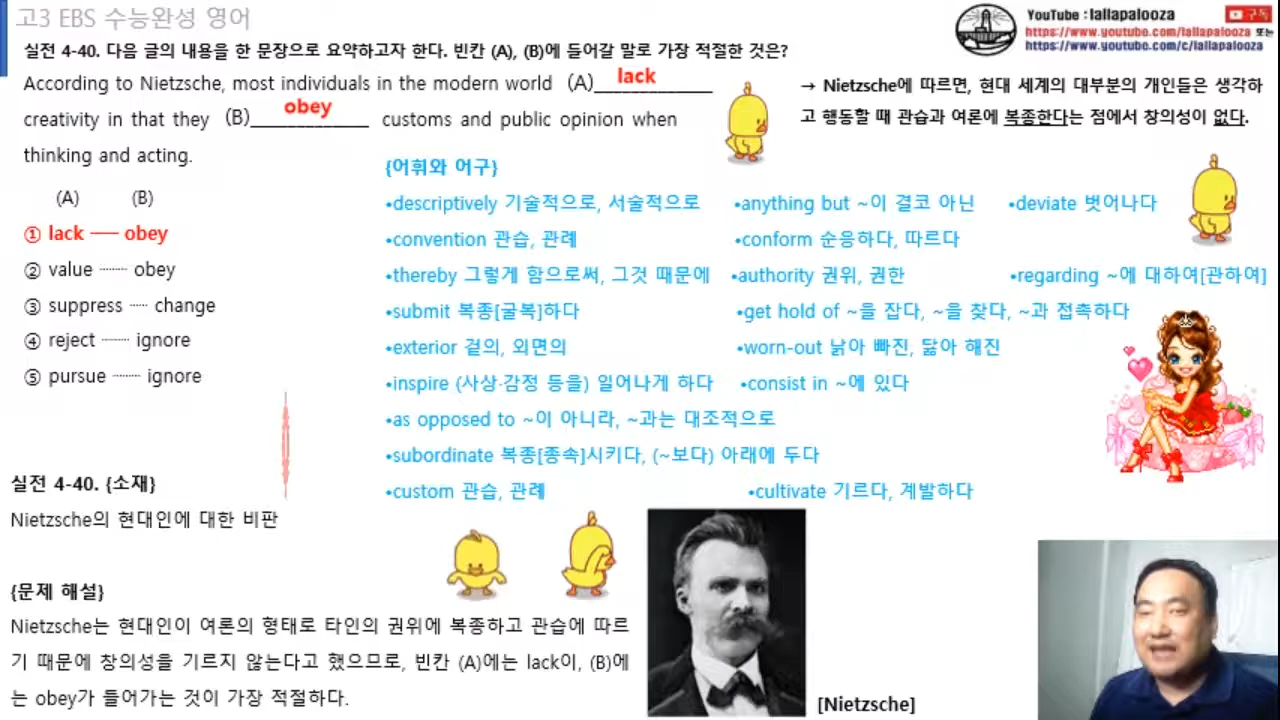 고3 EBS 수능완성 영어
YouTube : lallapalooza
구독
https://www.youtube.com/lallapalooza 또는
https://www.youtube.com/c/lallapalooza
실전 4-40. 다음 글의 내용을 한 문장으로 요약하고자 한다. 빈칸 (A), (B)에 들어갈 말로 가장 적절한 것은?
According to Nietzsche, most individuals in the modern world (A) lack
creativity in that they (B) obey customs and public opinion when
thinking and acting.
→ Nietzsche에 따르면, 현대 세계의 대부분의 개인들은 생각하
고 행동할 때 관습과 여론에 복종한다는 점에서 창의성이 없다.
(A) (B)
① lack ── obey
② value ········ obey
③ suppress ····· change
④ reject ········ ignore
⑤ pursue ········ ignore
{어휘와 어구}
•descriptively 기술적으로, 서술적으로 •anything but ~이 결코 아닌 •deviate 벗어나다
•convention 관습, 관례 •conform 순응하다, 따르다
•thereby 그렇게 함으로써, 그것 때문에 •authority 권위, 권한 •regarding ~에 대하여[관하여]
•submit 복종[굴복]하다 •get hold of ~을 잡다, ~을 찾다, ~과 접촉하다
•exterior 겉의, 외면의 •worn-out 낡아 빠진, 닳아 해진
•inspire (사상·감정 등을) 일어나게 하다 •consist in ~에 있다
•as opposed to ~이 아니라, ~과는 대조적으로
•subordinate 복종[종속]시키다, (~보다) 아래에 두다
•custom 관습, 관례 •cultivate 기르다, 계발하다
실전 4-40. {소재}
Nietzsche의 현대인에 대한 비판
{문제 해설}
Nietzsche는 현대인이 여론의 형태로 타인의 권위에 복종하고 관습에 따르
기 때문에 창의성을 기르지 않는다고 했으므로, 빈칸 (A)에는 lack이, (B)에
는 obey가 들어가는 것이 가장 적절하다.
[Nietzsche]